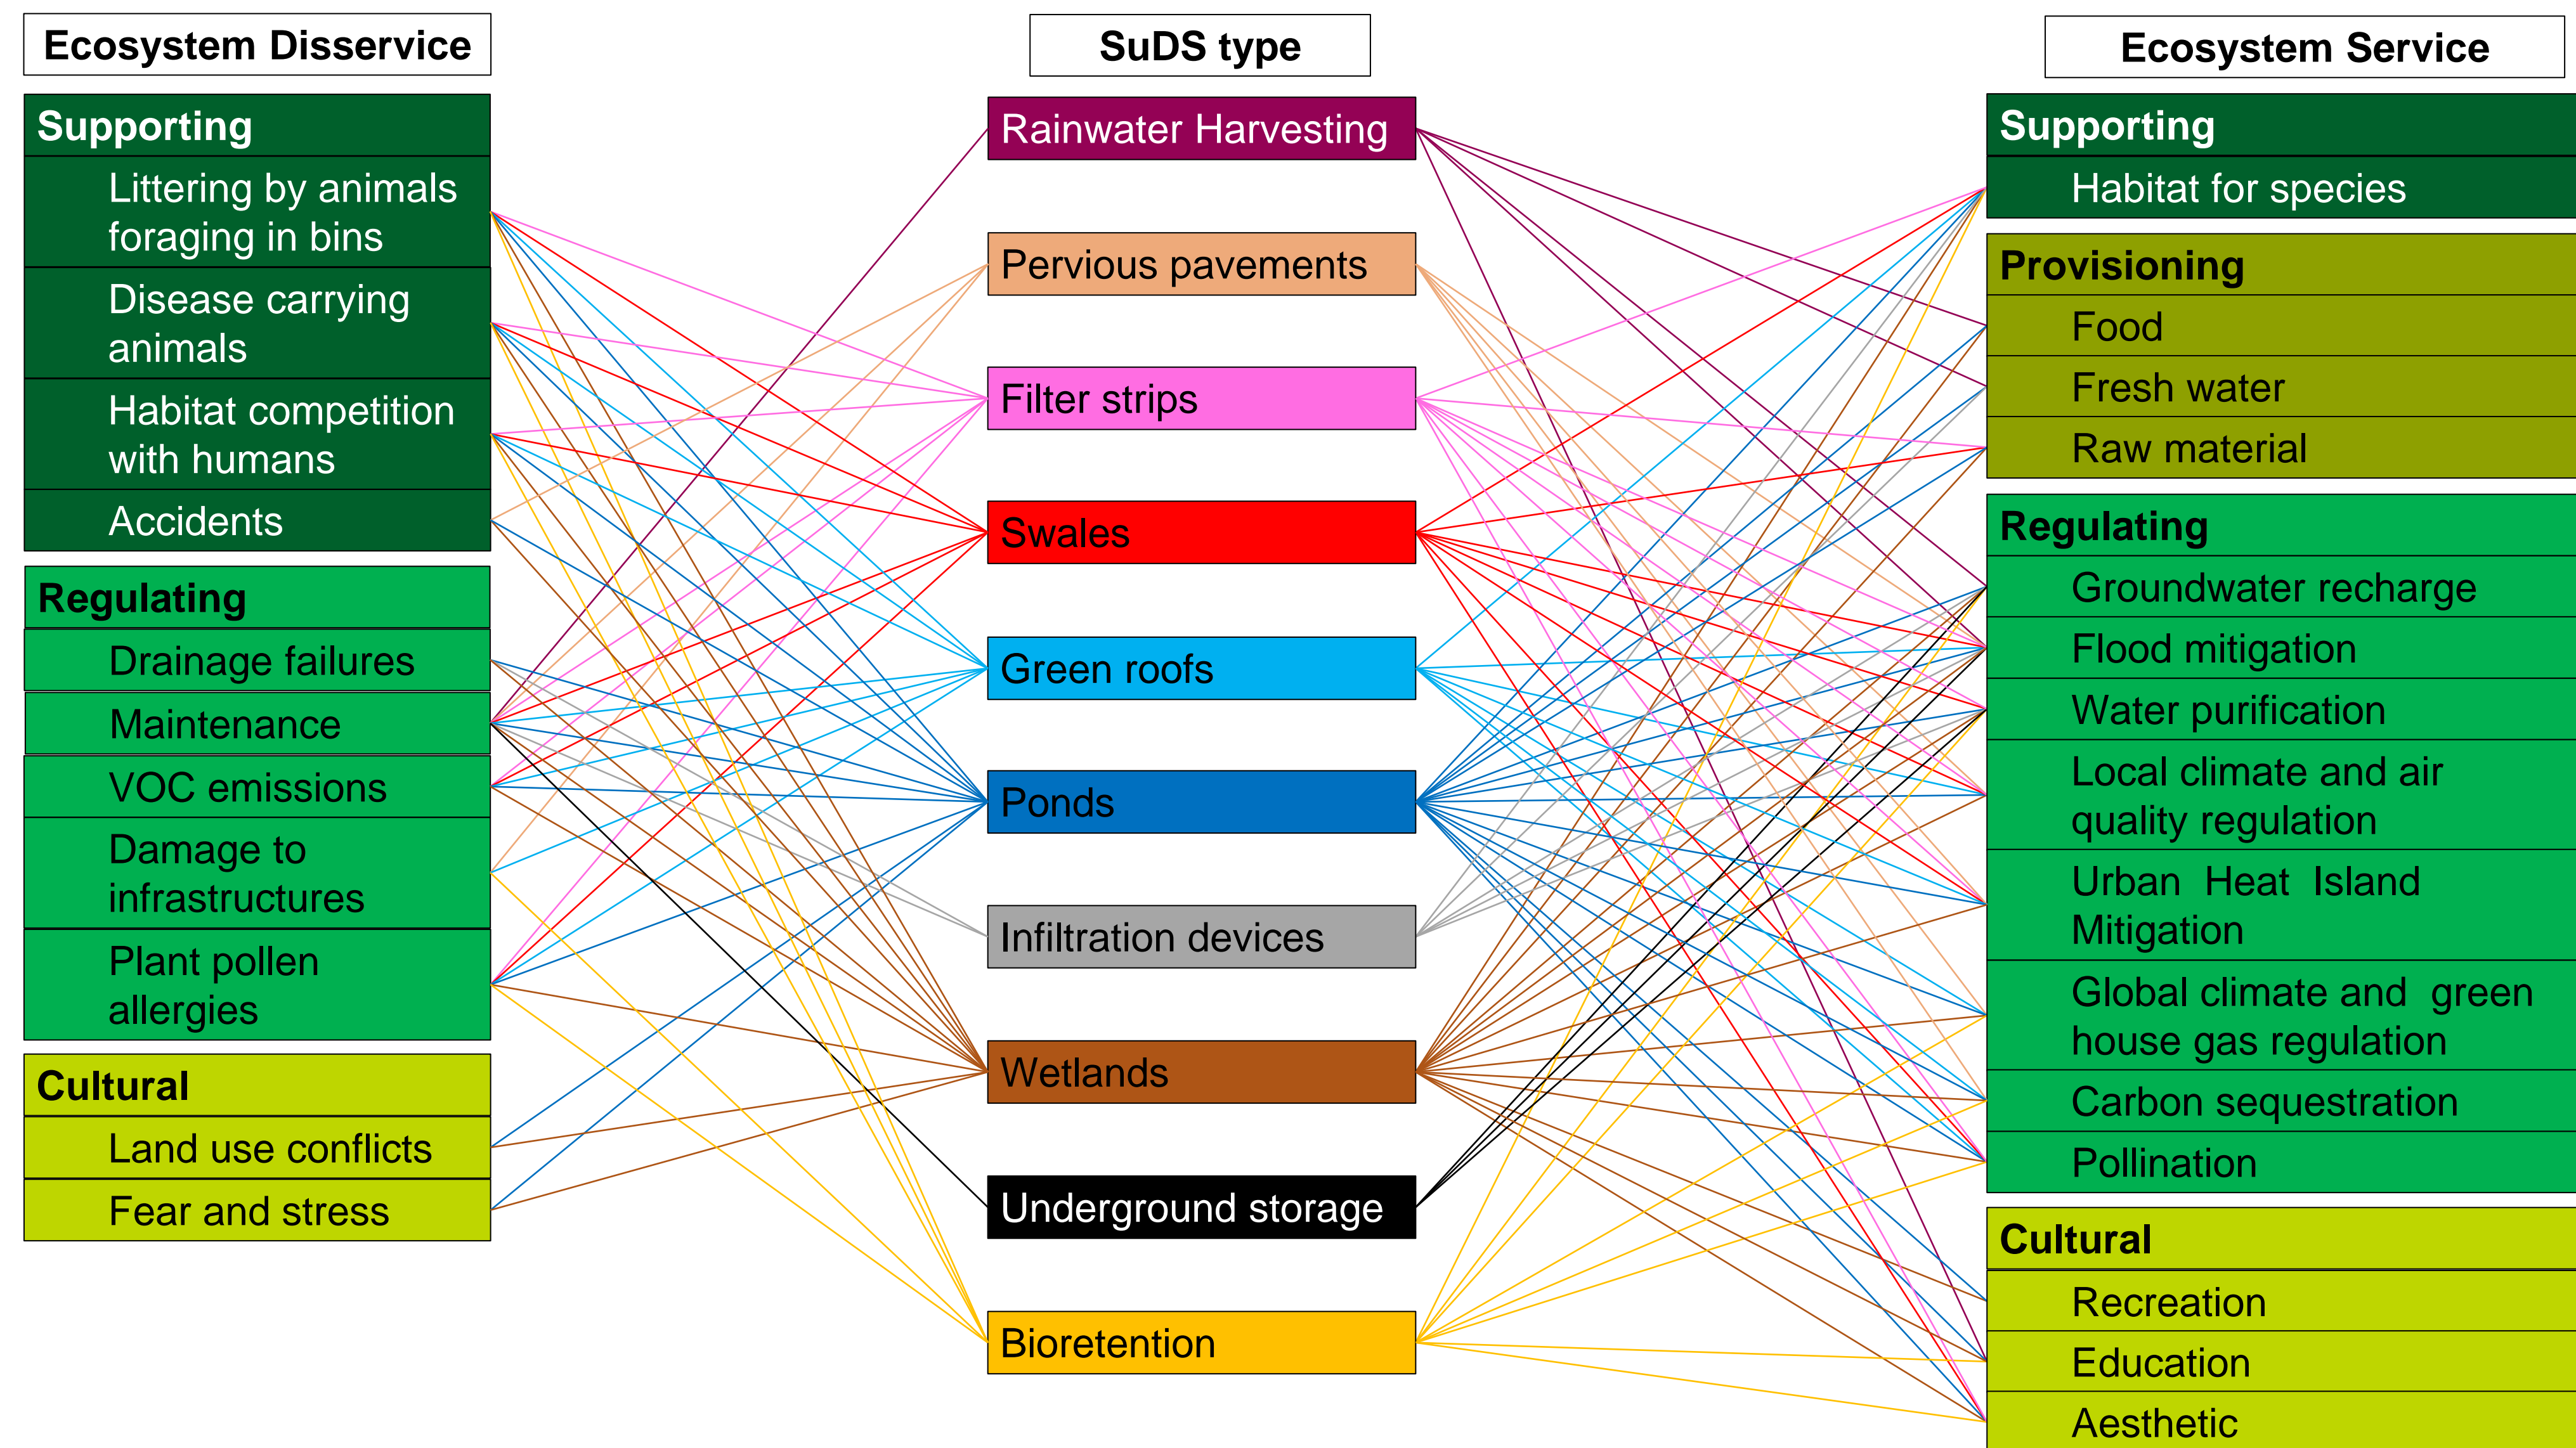 Ecosystem Disservice
Supporting
Littering by animals
foraging in bins
Disease carrying
animals
Habitat competition
with humans
Accidents
Regulating
Drainage failures
Maintenance
VOC emissions
Damage to
infrastructures
Plant pollen
allergies
Cultural
Land use conflicts
Fear and stress
SuDS type
Rainwater Harvesting
Pervious pavements
Filter strips
Swales
Green roofs
Ponds
Infiltration devices
Wetlands
Underground storage
Bioretention
Ecosystem Service
Supporting
Habitat for species
Provisioning
Food
Fresh water
Raw material
Regulating
Groundwater recharge
Flood mitigation
Water purification
Local climate and air
quality regulation
Urban Heat Island
Mitigation
Global climate and green
house gas regulation
Carbon sequestration
Pollination
Cultural
Recreation
Education
Aesthetic